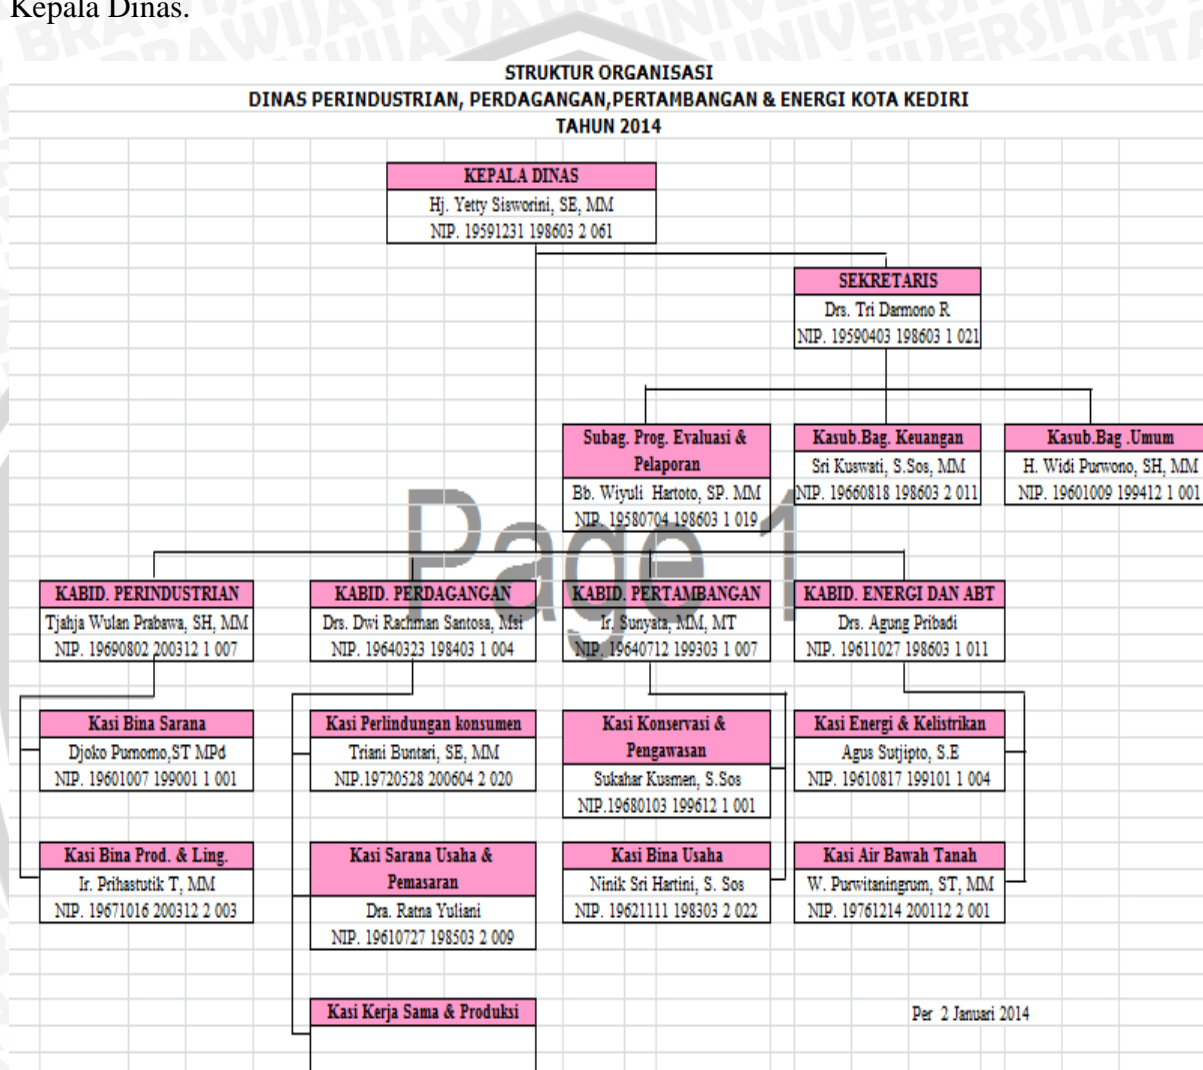 Kepala Dinas.
STRUKTUR ORGANISASI
DINAS PERINDUSTRIAN, PERDAGANGAN,PERTAMBANGAN & ENERGI KOTA KEDIRI
TAHUN 2014
KEPALA DINAS
Hj. Yetty Sisworini, SE, MM
NIP. 19591231 198603 2 061
SEKRETARIS
Drs. Tri Darmono R
NIP. 19590403 198603 1 021
Subag. Prog. Evaluasi &
Pelaporan
Bb. Wiyuli Hartoto, SP. MM
NIP. 19580704 198603 1 019
Kasub.Bag. Keuangan
Sri Kuswati, S.Sos, MM
NIP. 19660818 198603 2 011
Kasub.Bag .Umum
H. Widi Purwono, SH, MM
NIP. 19601009 199412 1 001
Page 1
KABID. PERINDUSTRIAN
Tjahja Wulan Prabawa, SH, MM
NIP. 19690802 200312 1 007
KABID. PERDAGANGAN
Drs. Dwi Rachman Santosa, Msi
NIP. 19640323 198403 1 004
KABID. PERTAMBANGAN
Ir. Sunyata, MM, MT
NIP. 19640712 199303 1 007
KABID. ENERGI DAN ABT
Drs. Agung Pribadi
NIP. 19611027 198603 1 011
Kasi Bina Sarana
Djoko Purnomo,ST MPd
NIP. 19601007 199001 1 001
Kasi Perlindungan konsumen
Triani Buntari, SE, MM
NIP.19720528 200604 2 020
Kasi Konservasi &
Pengawasan
Sukahar Kusmen, S.Sos
NIP.19680103 199612 1 001
Kasi Energi & Kelistrikan
Agus Sutjipto, S.E
NIP. 19610817 199101 1 004
Kasi Bina Prod. & Ling.
Ir. Prihastutik T, MM
NIP. 19671016 200312 2 003
Kasi Sarana Usaha &
Pemasaran
Dra. Ratna Yuliani
NIP. 19610727 198503 2 009
Kasi Bina Usaha
Ninik Sri Hartini, S. Sos
NIP. 19621111 198303 2 022
Kasi Air Bawah Tanah
W. Purwitaningrum, ST, MM
NIP. 19761214 200112 2 001
Kasi Kerja Sama & Produksi
Per 2 Januari 2014